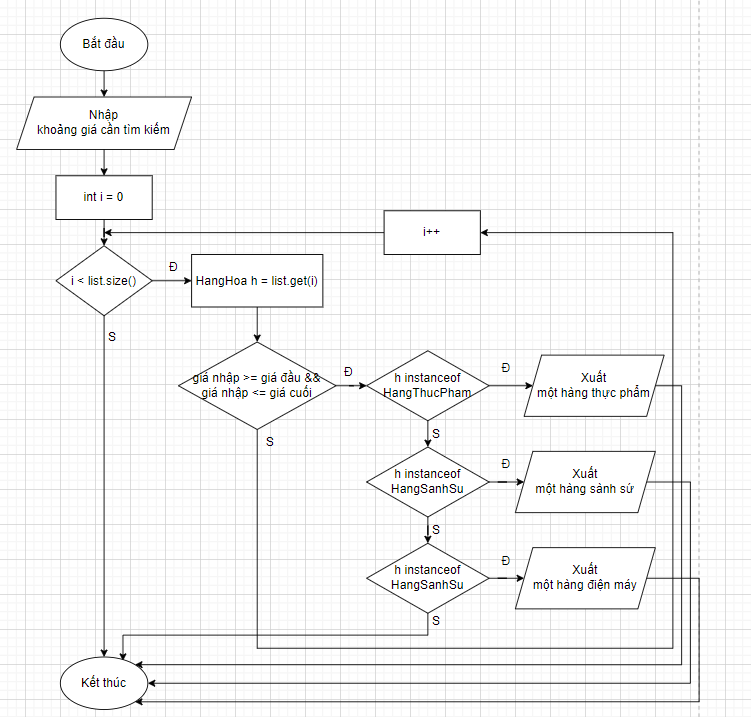 Bắt đầu
Nhập
khoảng giá cần tìm kiếm
int i = 0
i++
i < list.size()
Đ
HangHoa h = list.get(i)
S
giá nhập >= giá đầu &&
giá nhập <= giá cuối
Đ
S
h instanceof
HangThucPham
Đ
Xuất
một hàng thực phẩm
S
h instanceof
HangSanhSu
Đ
Xuất
một hàng sành sứ
S
h instanceof
HangSanhSu
Đ
Xuất
một hàng điện máy
S
Kết thúc